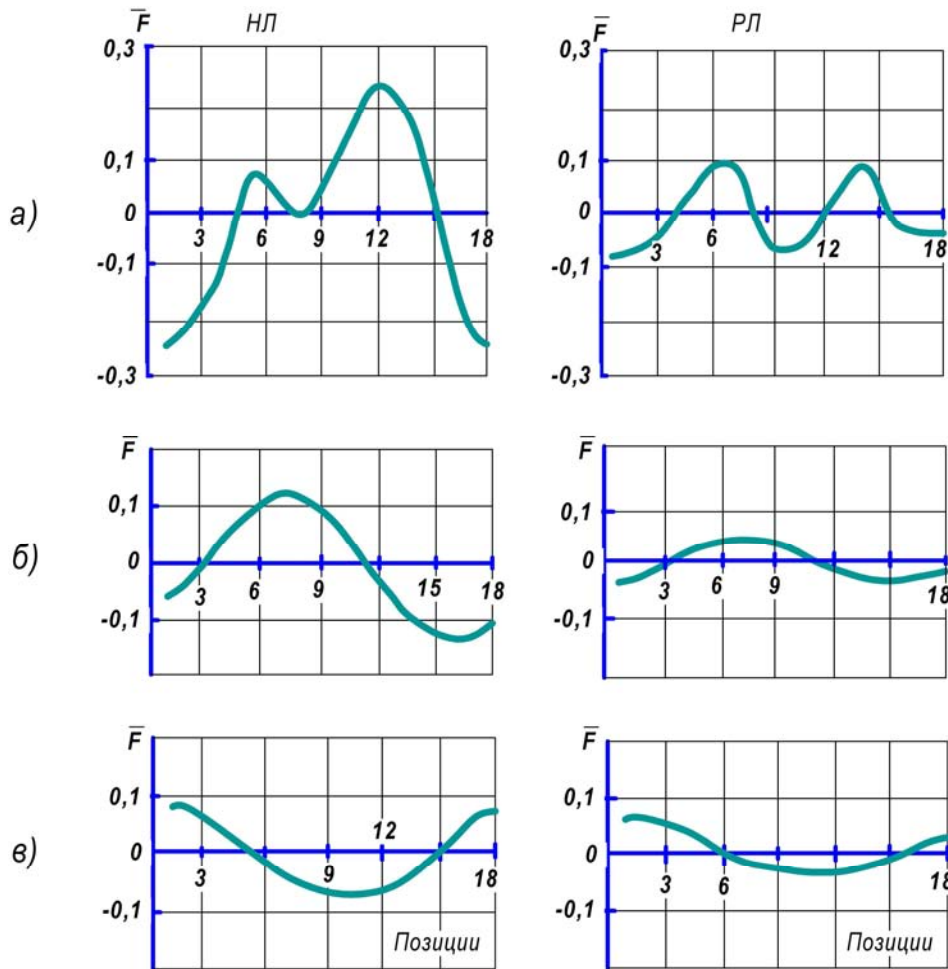 F̅ НЛ F̅ РЛ
0,3 0,3
0,1 0,1
а) 0 3 6 9 12 18 0 3 6 12 18
-0,1 -0,1
-0,3 -0,3
F̅ F̅
0,1 0,1
б) 0 3 6 9 15 18 0 3 6 9 18
-0,1 -0,1
F̅ F̅
0,1 0,1
12
в) 0 3 9 18 0 3 6 18
-0,1 -0,1
Позиции Позиции